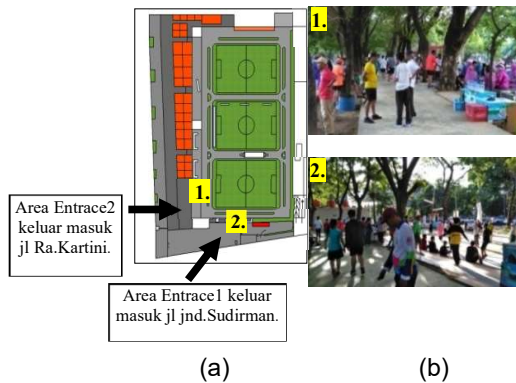 1.
2.
1.
2.
Area Entrace2
keluar masuk
jl Ra.Kartini.
Area Entrace1 keluar
masuk jl jnd.Sudirman.
(a)
(b)